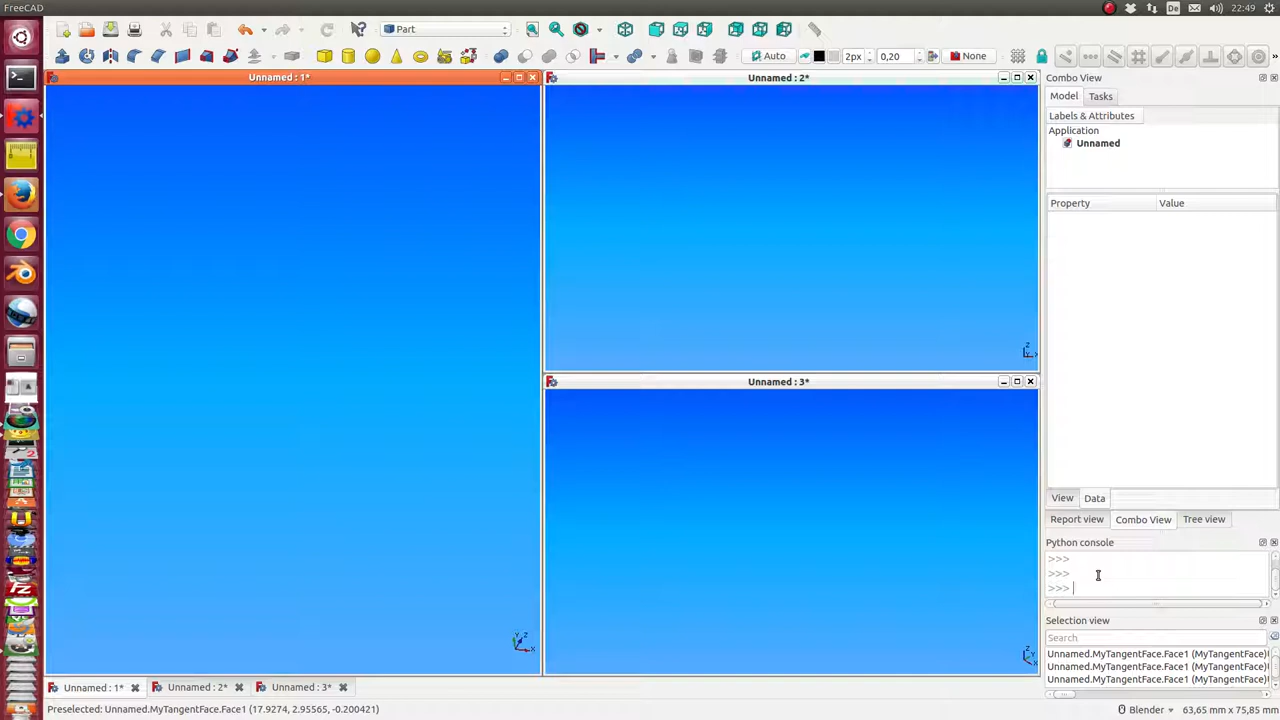 FreeCAD
De
22:49
Part
Auto
2px
0,20
None
Unnamed : 1*
Unnamed : 2*
Unnamed : 3*
Combo View
Model
Tasks
Labels & Attributes
Application
Unnamed
Property
Value
View
Data
Report view
Combo View
Tree view
Python console
>>>
>>>
>>>
Selection view
Search
Unnamed.MyTangentFace.Face1 (MyTangentFace)
Unnamed.MyTangentFace.Face1 (MyTangentFace)
Unnamed.MyTangentFace.Face1 (MyTangentFace)
Unnamed : 1*
Unnamed : 2*
Unnamed : 3*
Preselected: Unnamed.MyTangentFace.Face1 (17.9274, 2.95565, -0.200421)
Blender
63,65 mm x 75,85 mm